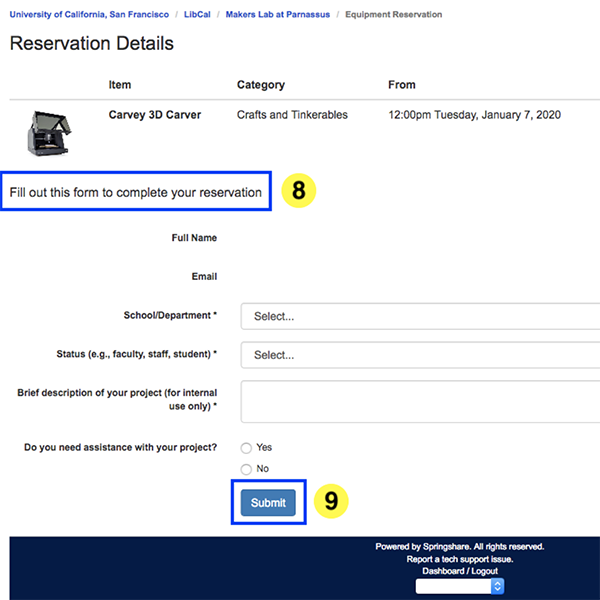 University of California, San Francisco / LibCal / Makers Lab at Parnassus / Equipment Reservation
Reservation Details
Item Category From
Carvey 3D Carver Crafts and Tinkerables 12:00pm Tuesday, January 7, 2020
Fill out this form to complete your reservation 8
Full Name
Email
School/Department * Select...
Status (e.g., faculty, staff, student) * Select...
Brief description of your project (for internal
use only) *
Do you need assistance with your project? Yes
No
Submit 9
Powered by Springshare. All rights reserved.
Report a tech support issue.
Dashboard / Logout